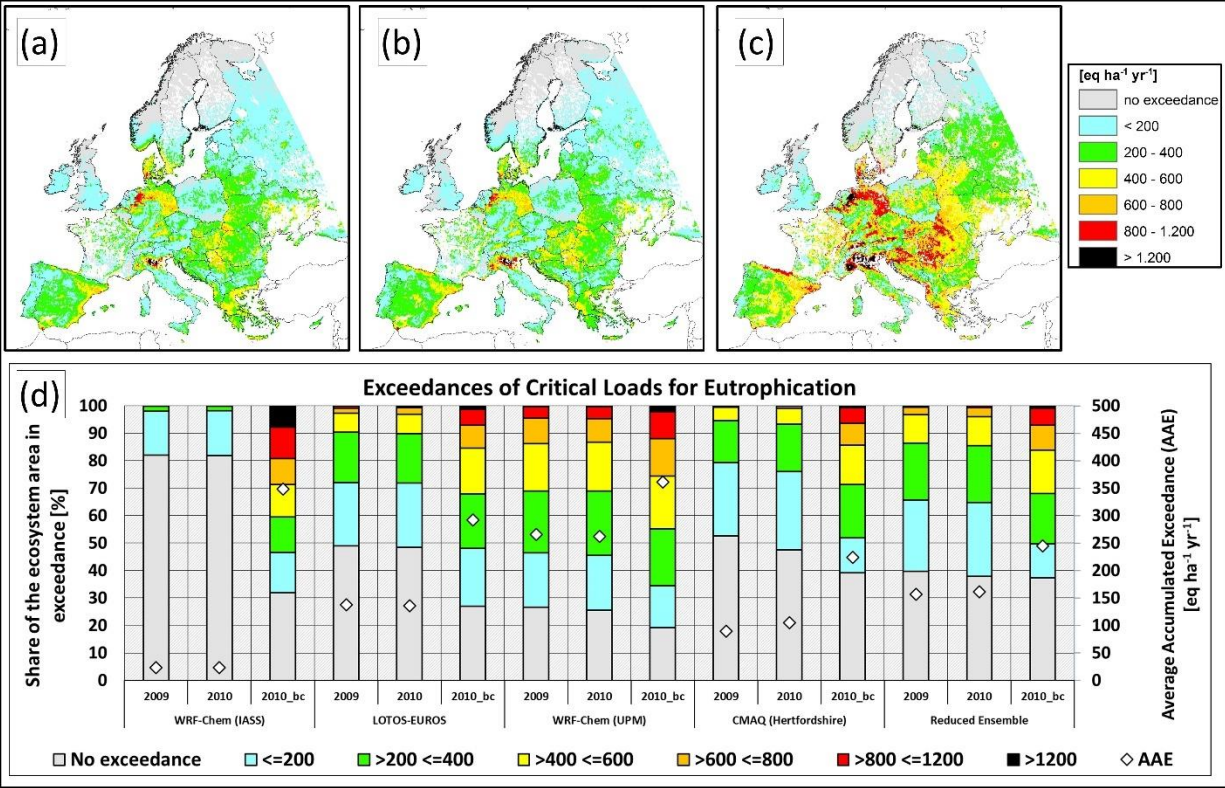 (a)
(b)
(c)
[eq ha-1 yr-1]
no exceedance
< 200
200 - 400
400 - 600
600 - 800
800 - 1.200
> 1.200
(d)
Exceedances of Critical Loads for Eutrophication
Share of the ecosystem area in
exceedance [%]
100
90
80
70
60
50
40
30
20
10
0
500
450
400
350
300
250
200
150
100
50
0
Average Accumulated Exceedance (AAE)
[eq ha-1 yr-1]
2009 2010 2010_bc 2009 2010 2010_bc 2009 2010 2010_bc 2009 2010 2010_bc 2009 2010 2010_bc
WRF-Chem (IASS) LOTOS-EUROS WRF-Chem (UPM) CMAQ (Hertfordshire) Reduced Ensemble
No exceedance <=200 >200 <=400 >400 <=600 >600 <=800 >800 <=1200 >1200 AAE